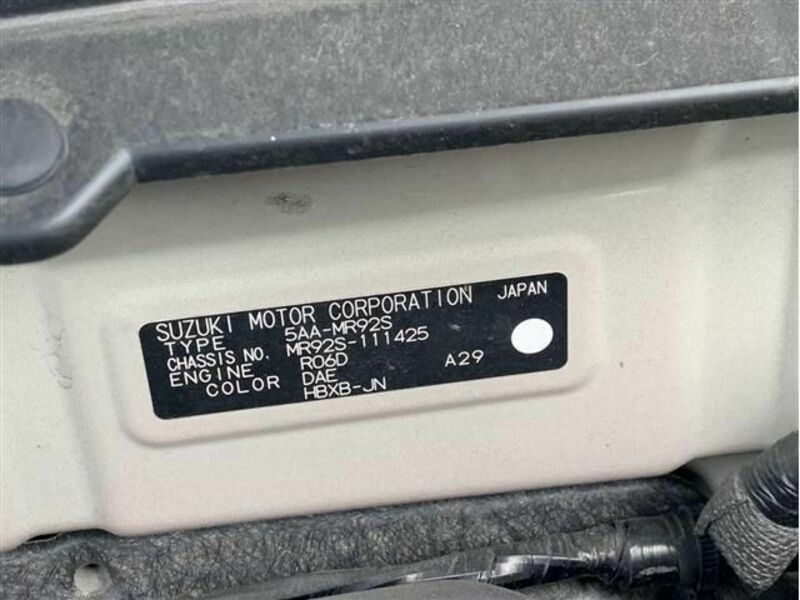 SUZUKI MOTOR CORPORATION JAPAN
TYPE 5AA-MR92S
CHASSIS NO. MR92S-111425
ENGINE R06D
COLOR DAE A29
HBXB-JN